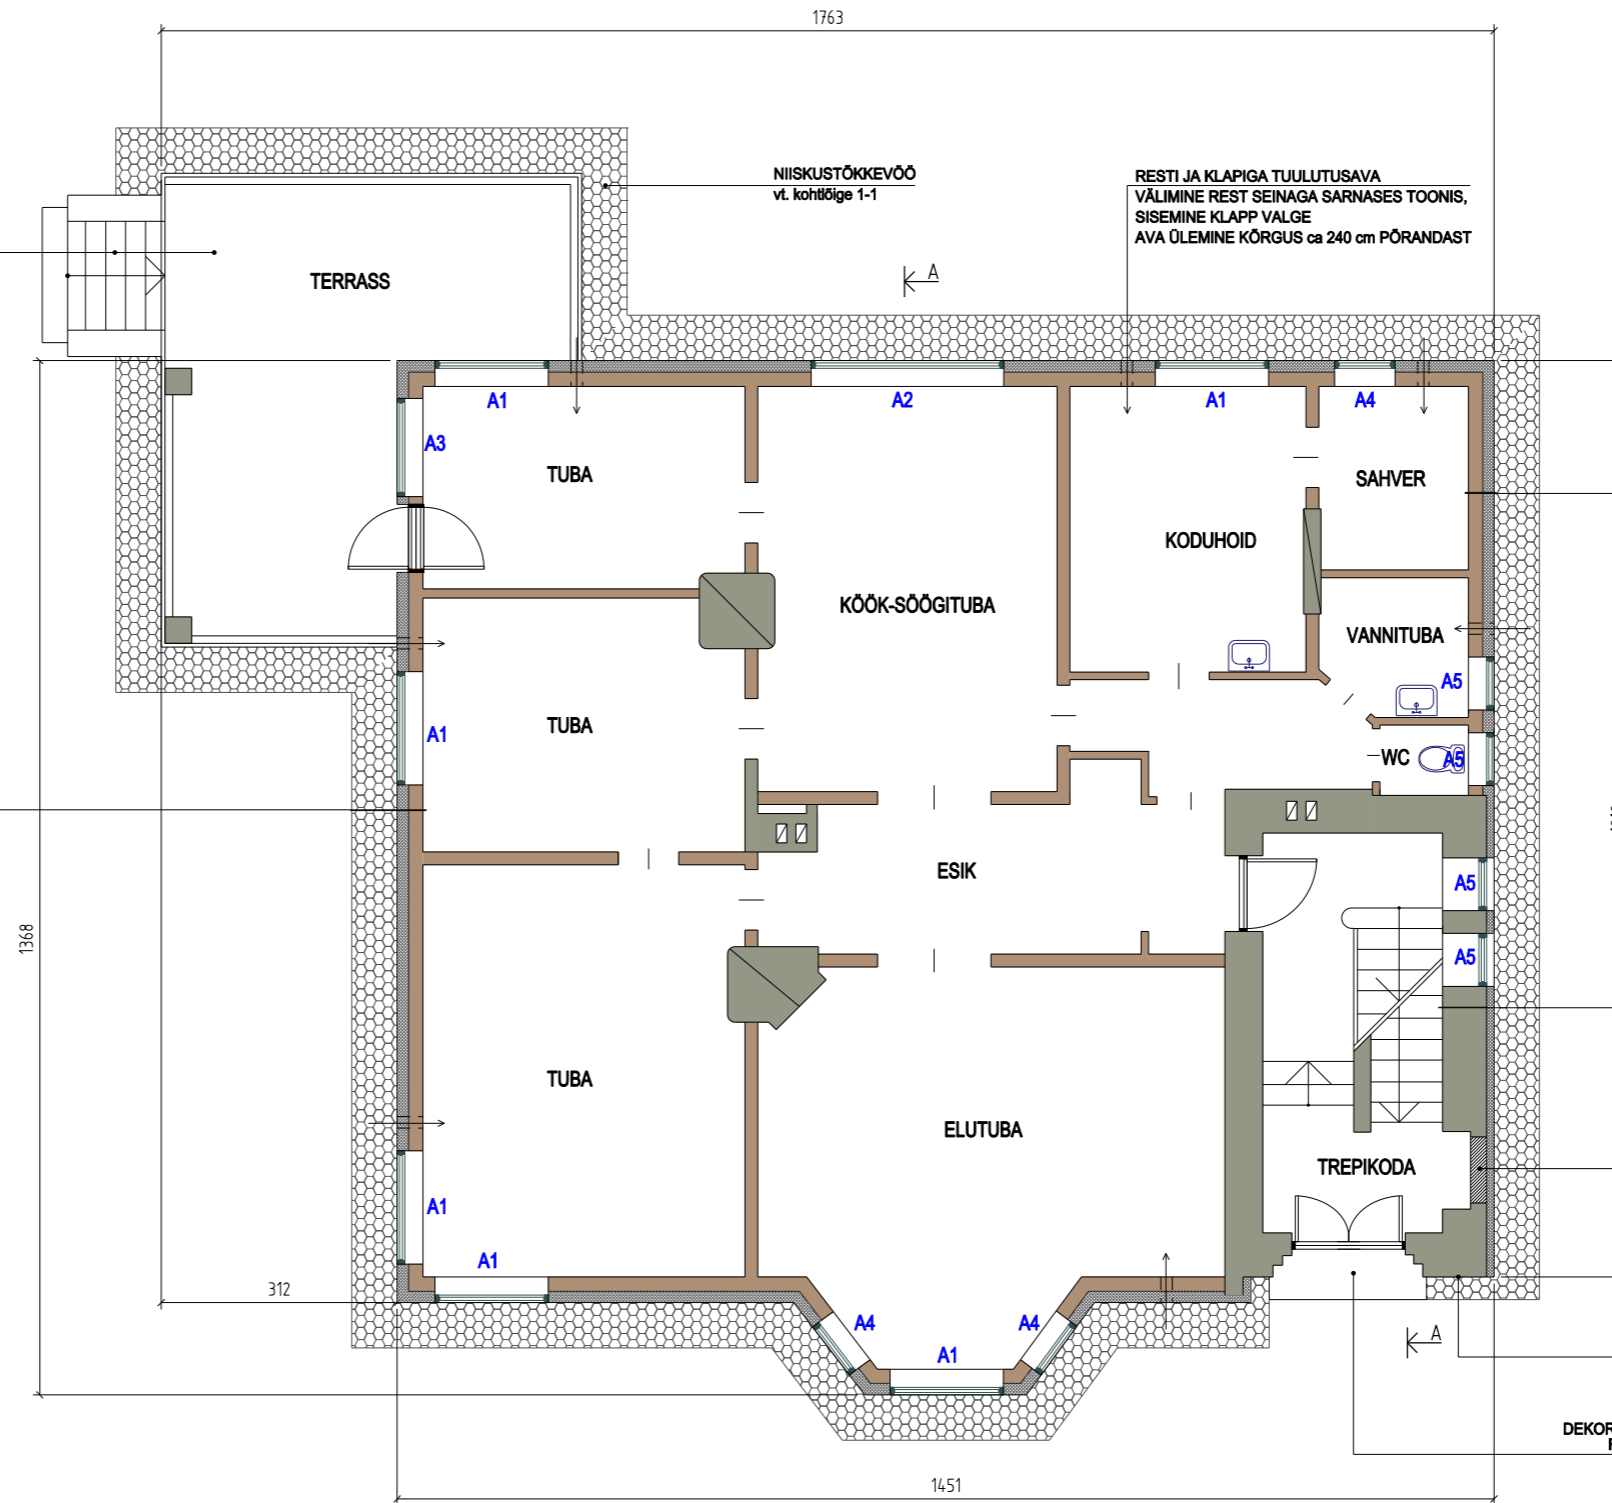 1763
NIISKUSTÕKKEVÖÖ
vt. kohtlõige 1-1
RESTI JA KLAPIGA TUULUTUSAVA
VÄLIMINE REST SEINAGA SARNASES TOONIS,
SISEMINE KLAPP VALGE
AVA ÜLEMINE KÕRGUS ca 240 cm PÕRANDAST
A
TERRASS
A1
A2
A1
A4
A3
TUBA
SAHVER
KODUHOID
KÖÖK-SÖÖGITUBA
VANNITUBA
A5
TUBA
A1
WC
A5
ESIK
A5
1368
A5
TUBA
ELUTUBA
TREPIKODA
A1
A1
312
A4
A4
A1
A
DEKOR
1451